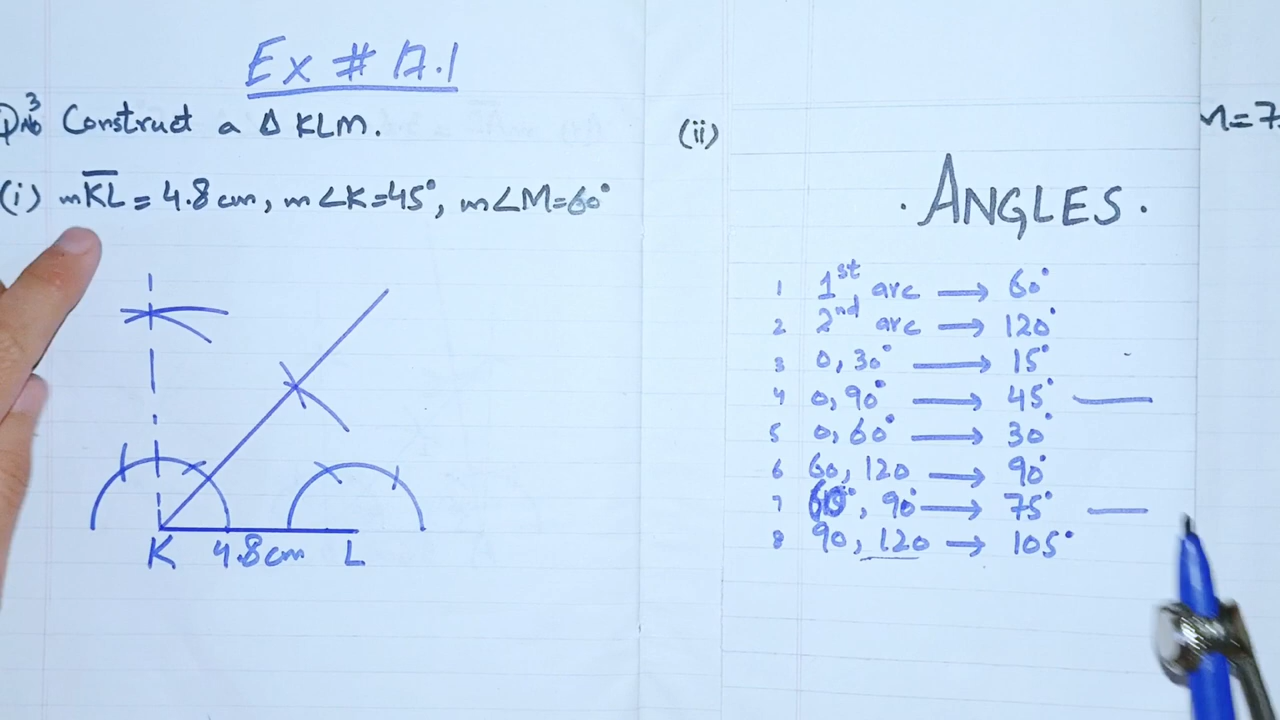 Ex # 17.1
QNo 3 Construct a Δ KLM.
(i) mKL = 4.8 cm, m∠K=45°, m∠M=60°
K 4.8cm L
(ii)
. ANGLES .
1 1st arc → 60°
2 2nd arc → 120°
3 0, 30° → 15°
4 0, 90° → 45°
5 0, 60° → 30°
6 60, 120 → 90°
7 60°, 90° → 75°
8 90, 120 → 105°